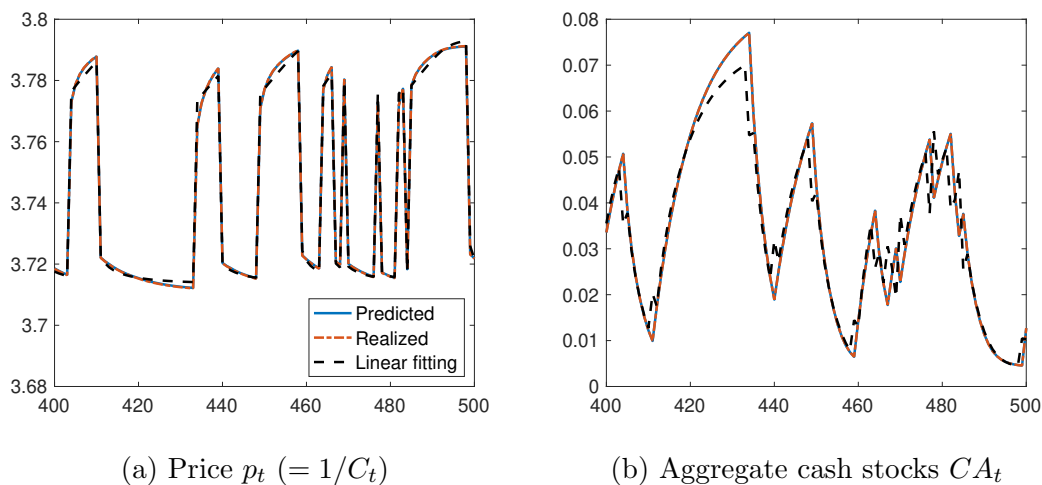 3.8
3.78
3.76
3.74
3.72
3.7
3.68
400 420 440 460 480 500
Predicted
Realized
Linear fitting
(a) Price p_t (= 1/C_t)
0.08
0.07
0.06
0.05
0.04
0.03
0.02
0.01
0
400 420 440 460 480 500
(b) Aggregate cash stocks CA_t